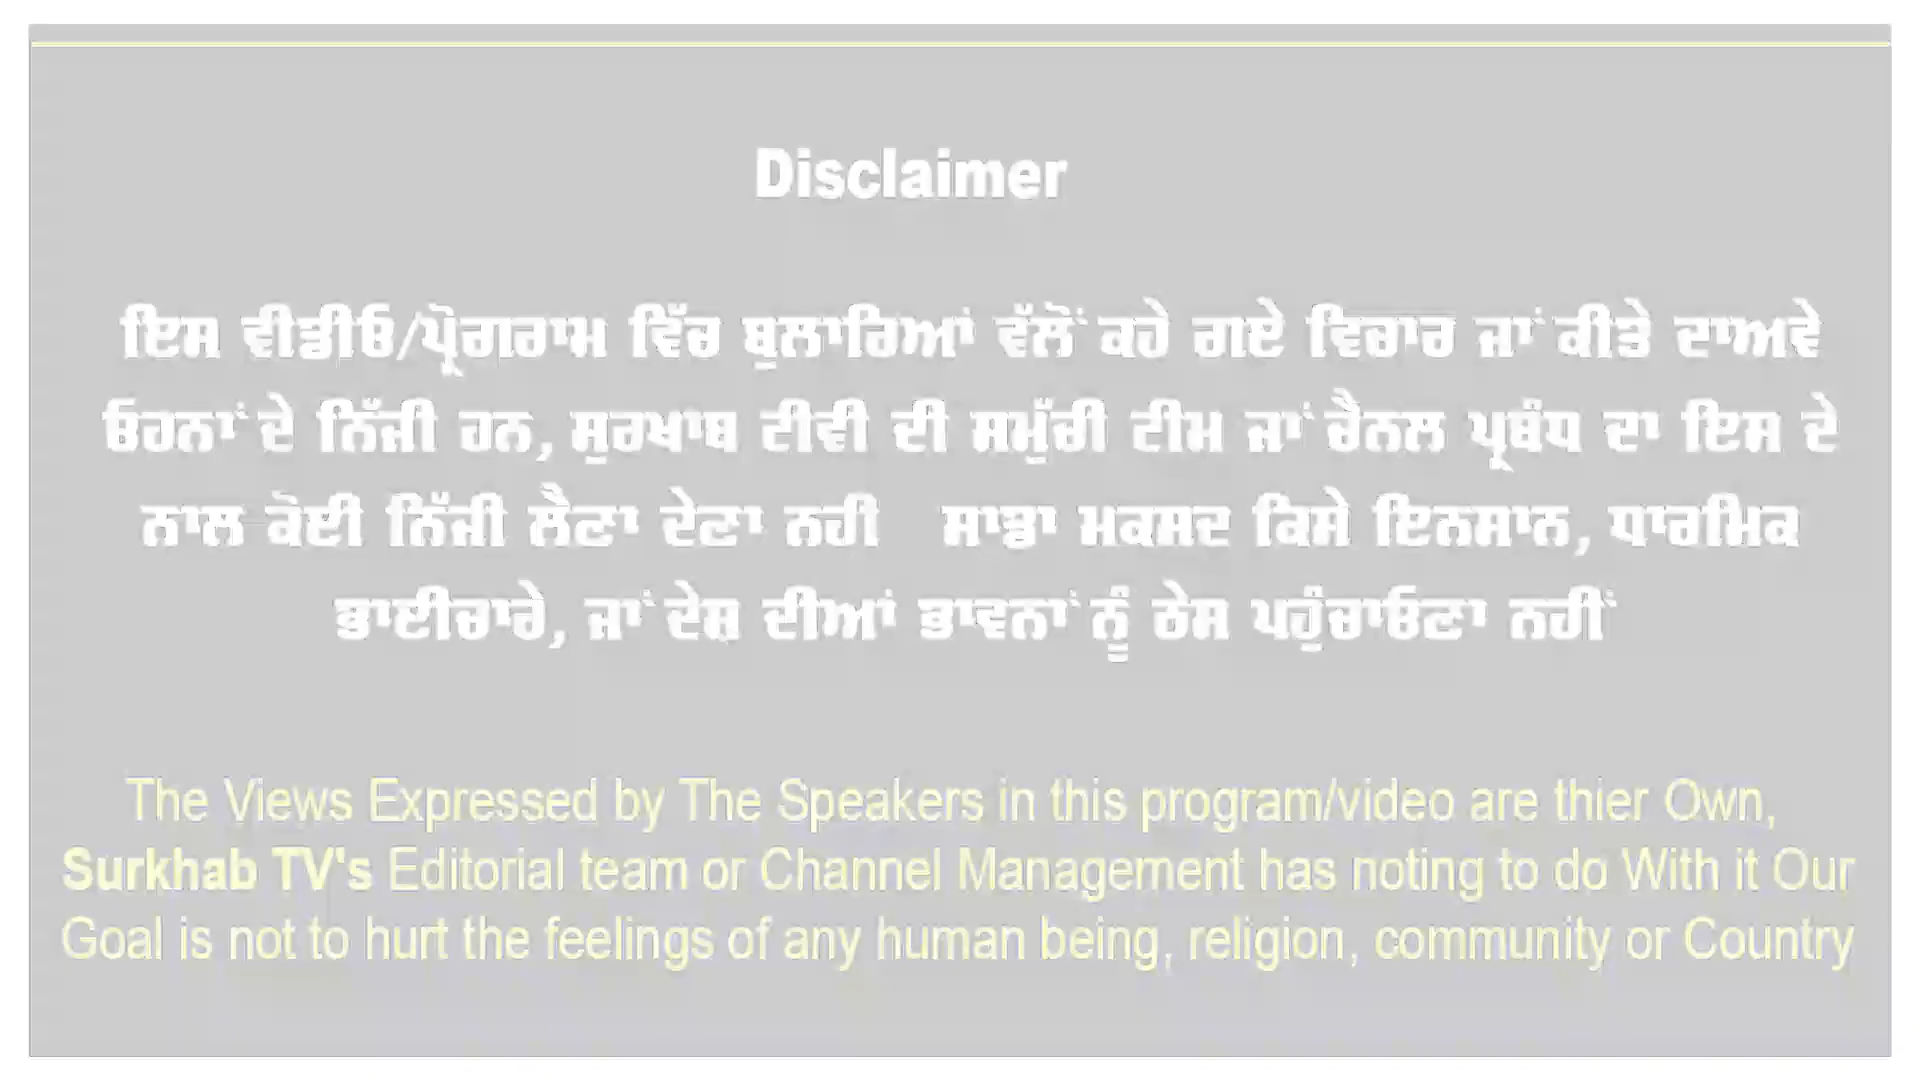 Disclaimer
ਇਸ ਵੀਡੀਓ/ਪ੍ਰੋਗਰਾਮ ਵਿੱਚ ਬੁਲਾਰਿਆਂ ਵੱਲੋਂ ਕਹੇ ਗਏ ਵਿਚਾਰ ਜਾਂ ਕੀਤੇ ਦਾਅਵੇ
ਓਹਨਾਂ ਦੇ ਨਿੱਜੀ ਹਨ, ਸੁਰਖਾਬ ਟੀਵੀ ਦੀ ਸਮੁੱਚੀ ਟੀਮ ਜਾਂ ਚੈਨਲ ਪ੍ਰਬੰਧ ਦਾ ਇਸ ਦੇ
ਨਾਲ ਕੋਈ ਨਿੱਜੀ ਲੈਣਾ ਦੇਣਾ ਨਹੀ ਸਾਡਾ ਮਕਸਦ ਕਿਸੇ ਇਨਸਾਨ, ਧਾਰਮਿਕ
ਭਾਈਚਾਰੇ, ਜਾਂ ਦੇਸ਼ ਦੀਆਂ ਭਾਵਨਾਂ ਨੂੰ ਠੇਸ ਪਹੁੰਚਾਓਣਾ ਨਹੀਂ
The Views Expressed by The Speakers in this program/video are thier Own,
Surkhab TV's Editorial team or Channel Management has noting to do With it Our
Goal is not to hurt the feelings of any human being, religion, community or Country